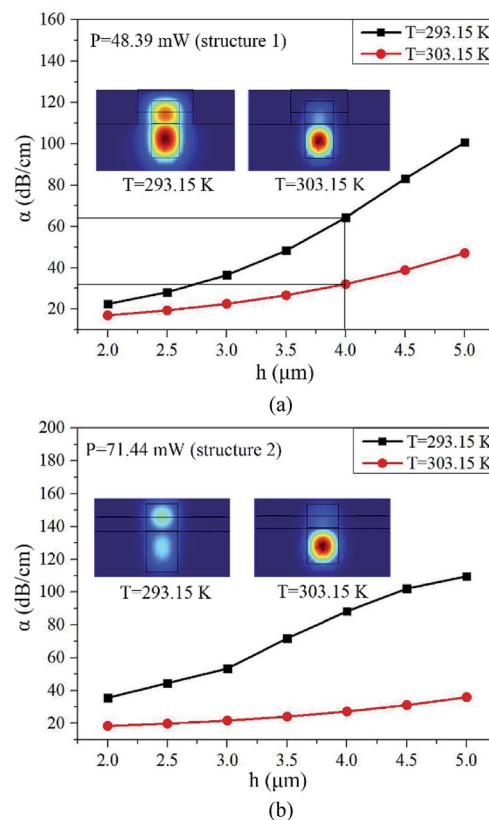 160
140
120
100
80
60
40
20
0
α (dB/cm)
P=48.39 mW (structure 1)
T=293.15 K
T=303.15 K
T=293.15 K
T=303.15 K
2.0 2.5 3.0 3.5 4.0 4.5 5.0
h (μm)
(a)
200
180
160
140
120
100
80
60
40
20
α (dB/cm)
P=71.44 mW (structure 2)
T=293.15 K
T=303.15 K
T=293.15 K
T=303.15 K
2.0 2.5 3.0 3.5 4.0 4.5 5.0
h (μm)
(b)